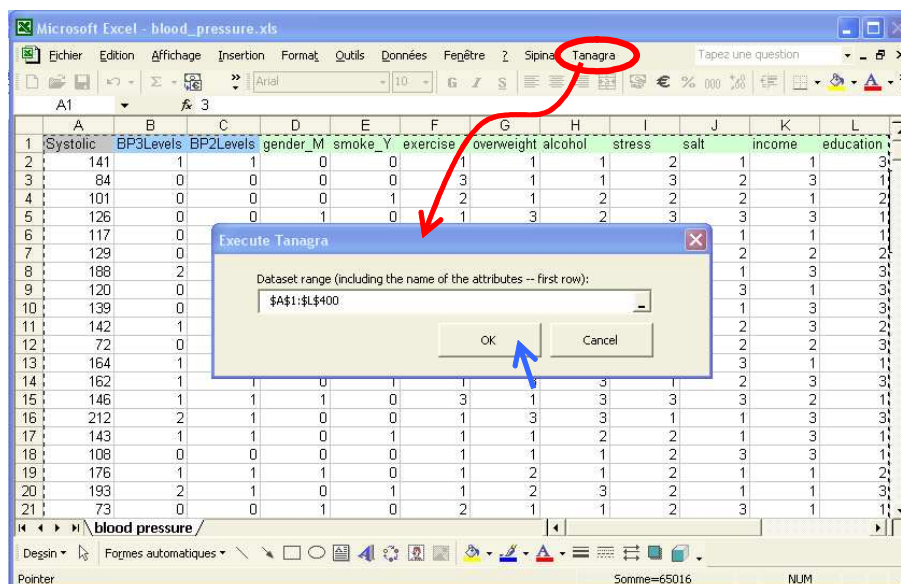 Microsoft Excel - blood_pressure.xls
Fichier Edition Affichage Insertion Format Outils Données Fenêtre ? Sipina Tanagra Tapez une question
Arial 10 G I S € % 000
A1 fx 3
A B C D E F G H I J K L
1 Systolic BP3Levels BP2Levels gender_M smoke_Y exercise overweight alcohol stress salt income education
2 141 1 1 0 0 1 1 1 2 1 1 3
3 84 0 0 0 0 3 1 1 3 2 3 1
4 101 0 0 0 1 2 1 2 2 2 1 2
5 126 0 0 1 0 1 3 2 3 3 3 1
6 117 0 1 1 1
7 129 0 2 2 2
8 188 2 1 3 3
9 120 0 3 1 3
10 139 0 1 3 3
11 142 1 2 3 2
12 72 0 2 2 3
13 164 1 3 1 1
14 162 1 1 0 1 1 3 1 2 3 3
15 146 1 1 1 0 3 1 3 3 3 2 1
16 212 2 1 0 0 1 3 3 1 1 3 3
17 143 1 1 0 1 1 1 2 2 1 3 1
18 108 0 0 0 0 1 1 1 2 3 3 1
19 176 1 1 1 0 1 2 1 2 1 1 2
20 193 2 1 0 1 1 2 3 2 1 1 3
21 73 0 0 1 0 2 1 1 2 3 1 1
Execute Tanagra
Dataset range (including the name of the attributes -- first row):
$A$1:$L$400
OK Cancel
blood pressure
Dessin Formes automatiques
Pointer Somme=65016 NUM